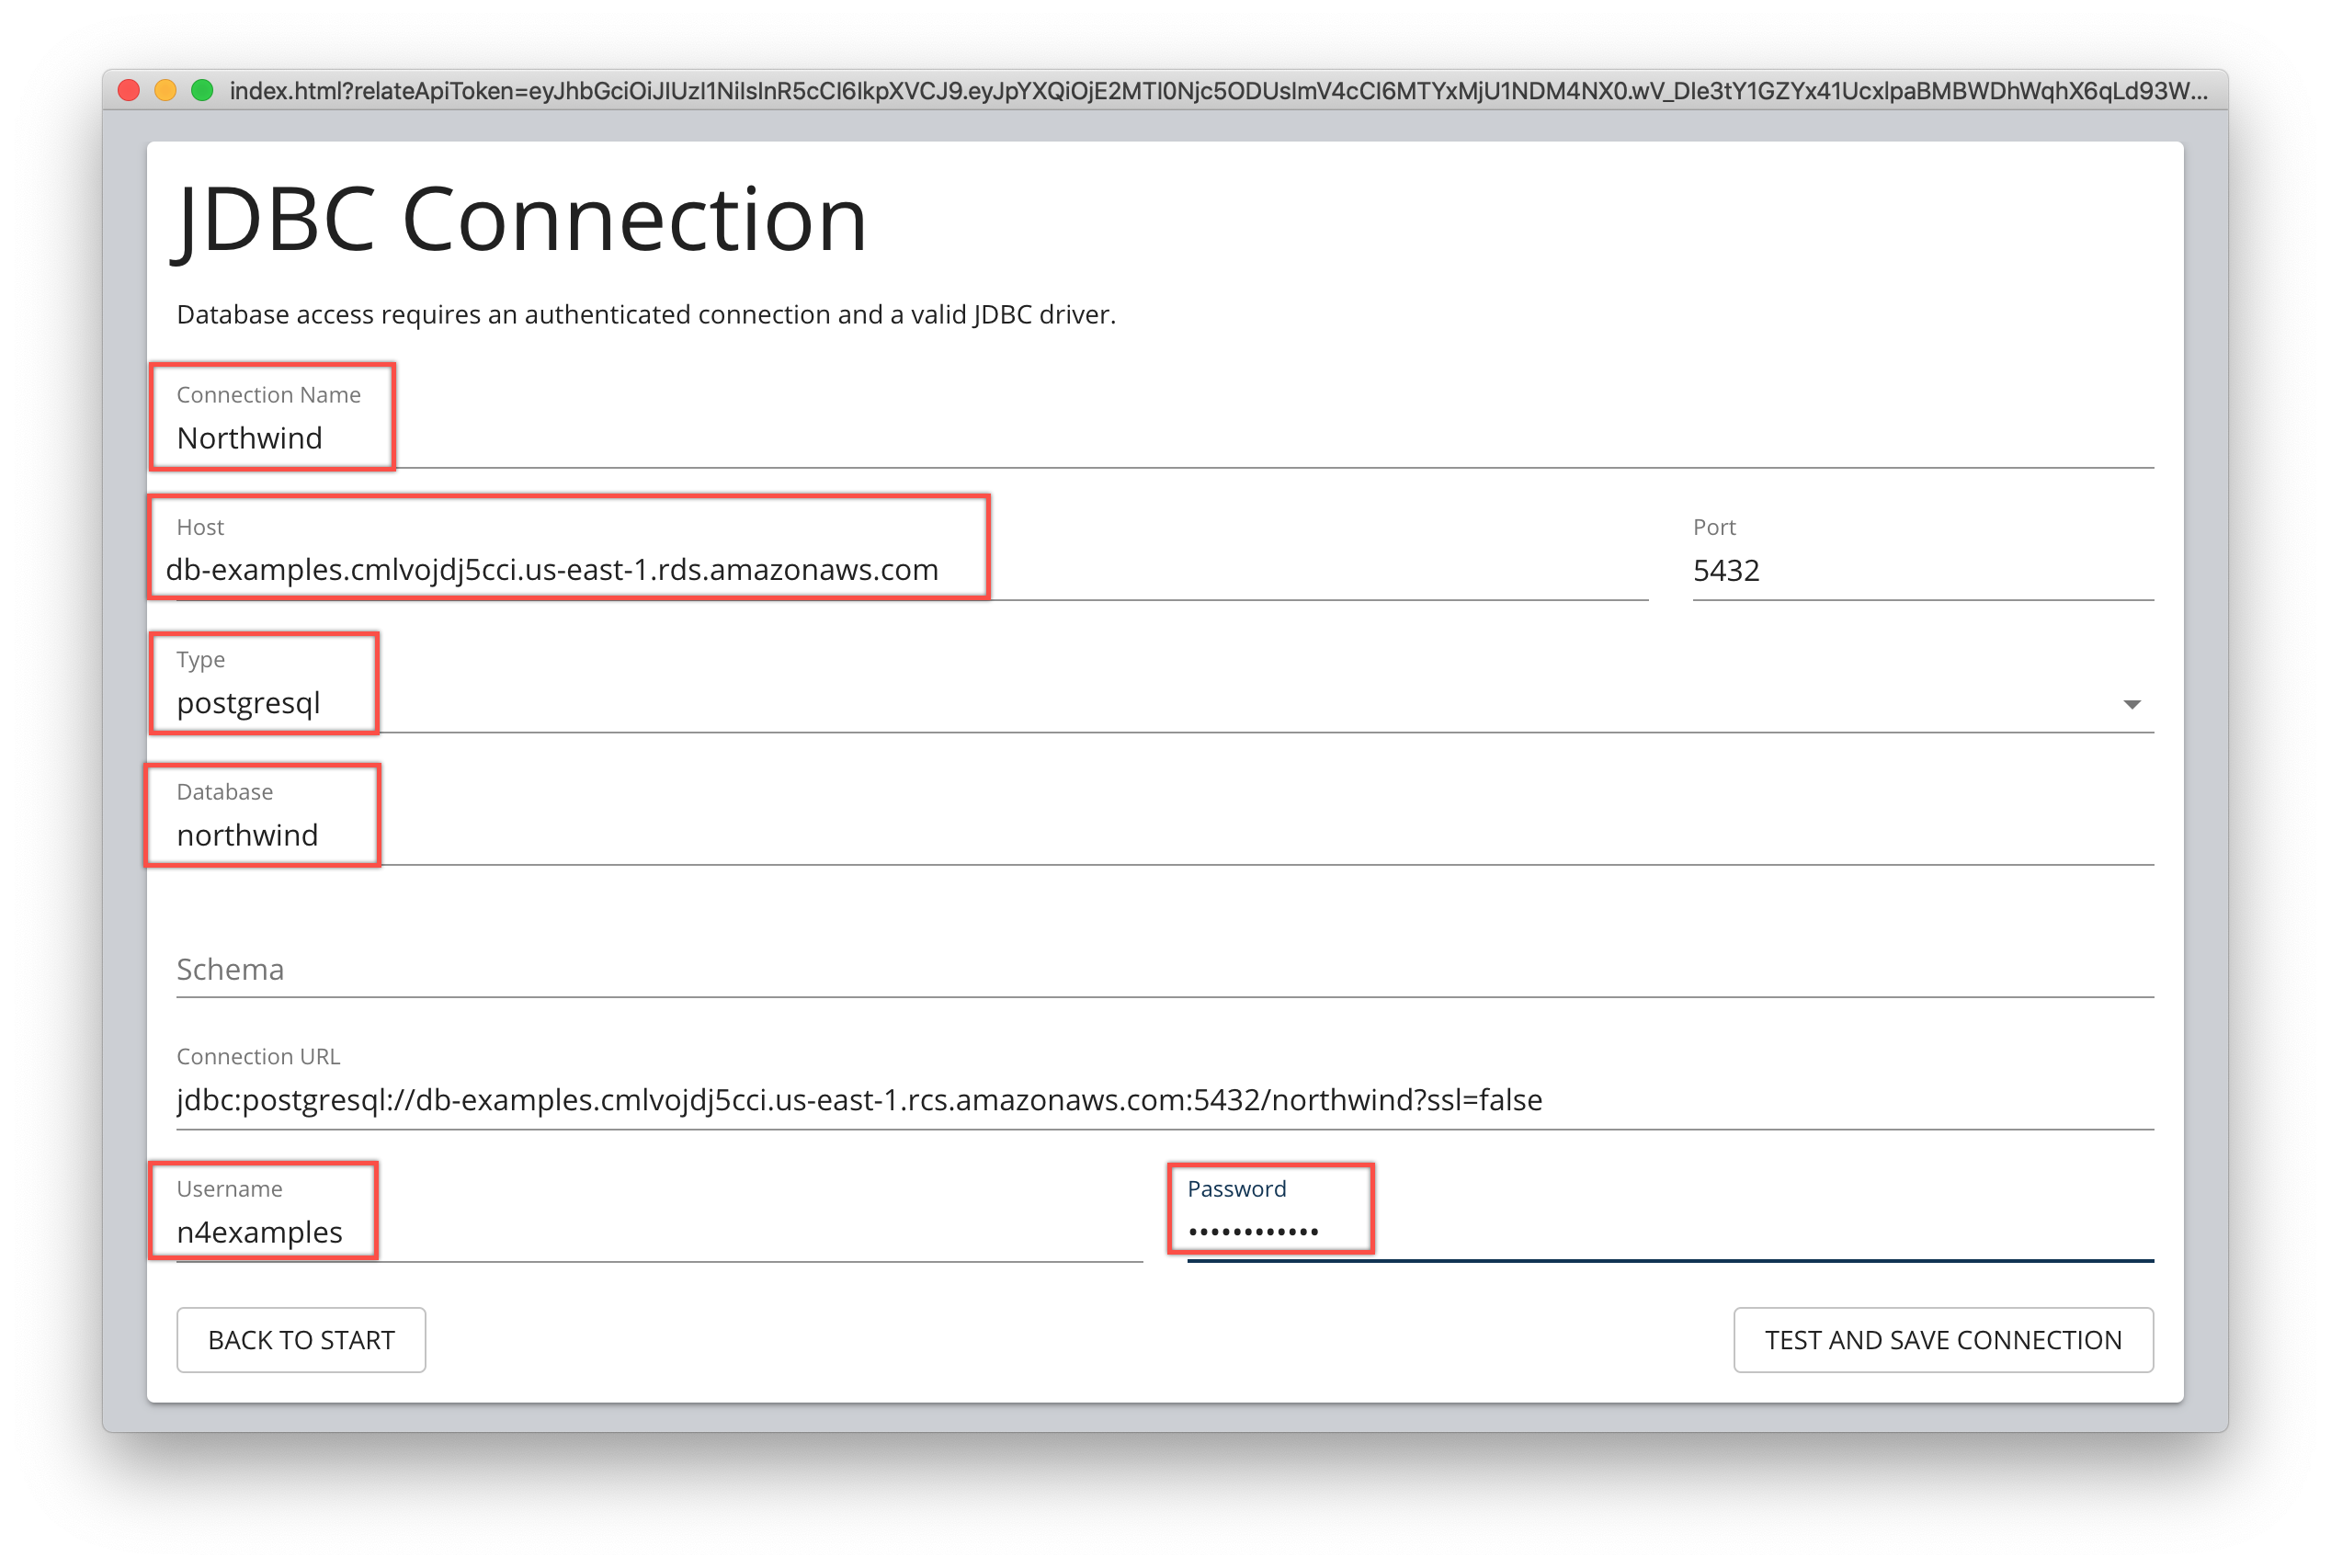 index.html?relateApiToken=eyJhbGciOiJIUzI1NiIsInR5cCI6IkpXVCJ9.eyJpYXQiOjE2MTI0Njc5ODUsImV4cCI6MTYxMjU1NDM4NX0.wV_DIe3tY1GZYx41UcxlpaBMBWDhWqhX6qLd93W...
JDBC Connection
Database access requires an authenticated connection and a valid JDBC driver.
Connection Name
Northwind
Host
Port
db-examples.cmlvojdj5cci.us-east-1.rds.amazonaws.com
5432
Type
postgresql
Database
northwind
Schema
Connection URL
jdbc:postgresql://db-examples.cmlvojdj5cci.us-east-1.rcs.amazonaws.com:5432/northwind?ssl=false
Username
Password
n4examples
••••••••••••
BACK TO START
TEST AND SAVE CONNECTION